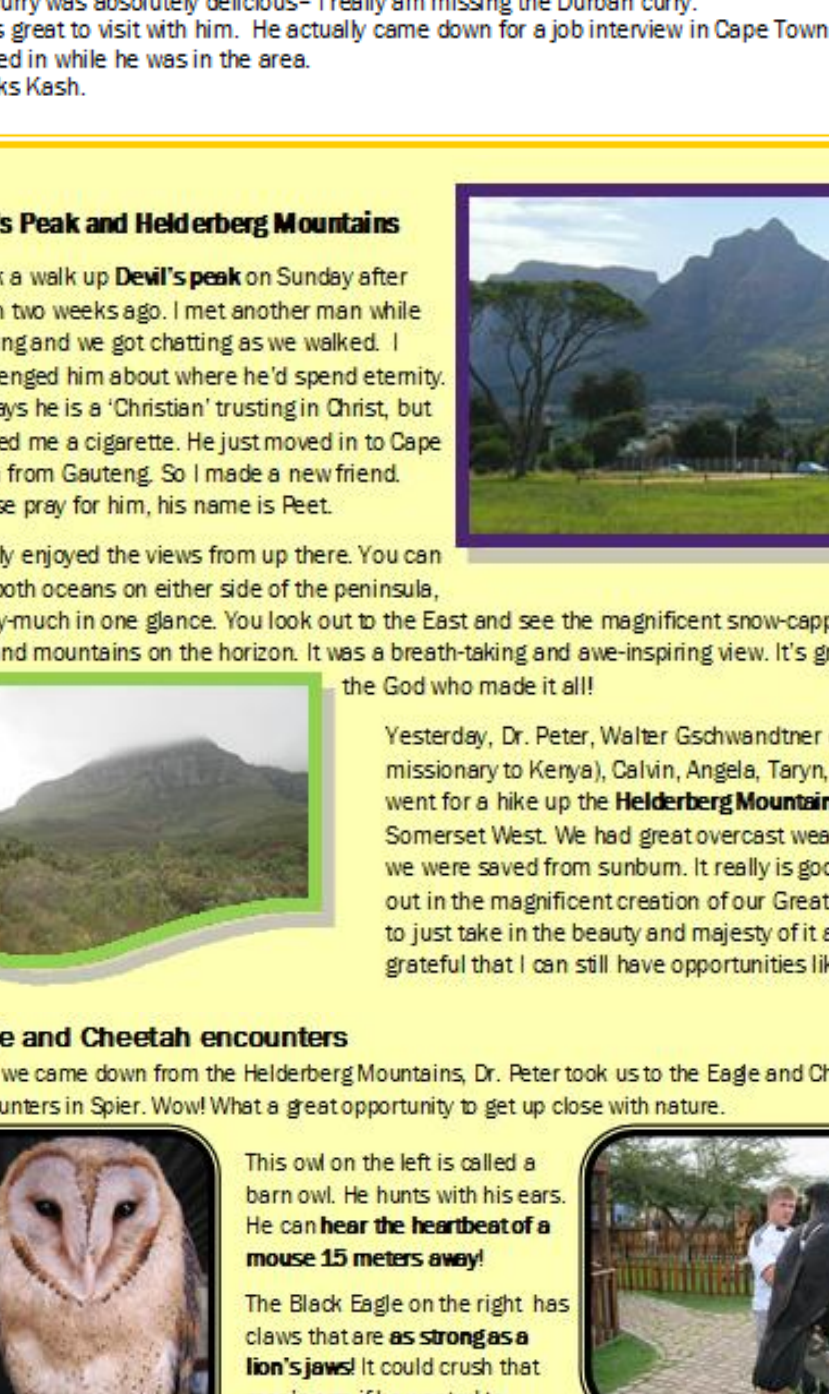 urry was absolutely delicious– I really am missing the Durban curry.
s great to visit with him. He actually came down for a job interview in Cape Town
ed in while he was in the area.
ks Kash.
's Peak and Helderberg Mountains
k a walk up Devil's peak on Sunday after
n two weeks ago. I met another man while
ng and we got chatting as we walked. I
enged him about where he'd spend eternity.
ays he is a 'Christian' trusting in Christ, but
ed me a cigarette. He just moved in to Cape
from Gauteng. So I made a new friend.
se pray for him, his name is Peet.
ly enjoyed the views from up there. You can
both oceans on either side of the peninsula,
y-much in one glance. You look out to the East and see the magnificent snow-capp
nd mountains on the horizon. It was a breath-taking and awe-inspiring view. It's gr
the God who made it all!
Yesterday, Dr. Peter, Walter Gschwandtner
missionary to Kenya), Calvin, Angela, Taryn,
went for a hike up the Helderberg Mountain
Somerset West. We had great overcast wea
we were saved from sunburn. It really is goo
out in the magnificent creation of our Great
to just take in the beauty and majesty of it a
grateful that I can still have opportunities lik
e and Cheetah encounters
we came down from the Helderberg Mountains, Dr. Peter took us to the Eagle and Ch
unters in Spier. Wow! What a great opportunity to get up close with nature.
This owl on the left is called a
barn owl. He hunts with his ears.
He can hear the heartbeat of a
mouse 15 meters away!
The Black Eagle on the right has
claws that are as strong as a
lion's jaws! It could crush that